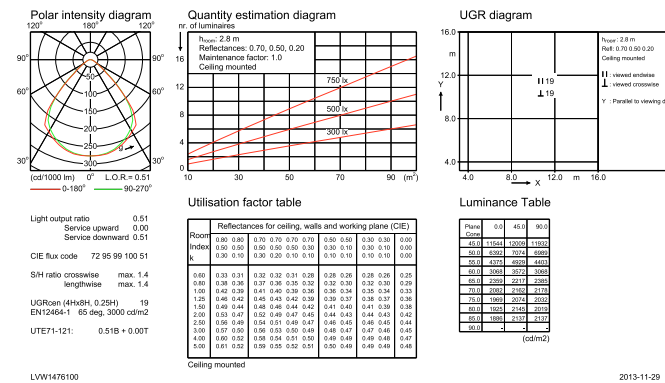 Polar intensity diagram
120° 120°
90° 90°
60° 60°
30° 30°
50
100
150
200
250
300
g
(cd/1000 lm) 0° L.O.R.= 0.51
0-180° 90-270°
Light output ratio 0.51
Service upward 0.00
Service downward 0.51
CIE flux code 72 95 99 100 51
S/H ratio crosswise max. 1.4
lengthwise max. 1.4
UGRcen (4Hx8H, 0.25H) 19
EN12464-1 65 deg, 3000 cd/m2
UTE71-121: 0.51B + 0.00T
LVW1476100
Quantity estimation diagram
nr. of luminaires
hroom: 2.8 m
Reflectances: 0.70, 0.50, 0.20
Maintenance factor: 1.0
Ceiling mounted
16
12
8
4
0
750 lx
500 lx
300 lx
10 30 50 70 90 (m²)
Utilisation factor table
Room Index k
Reflectances for ceiling, walls and working plane (CIE)
0.80 0.80 0.70 0.70 0.70 0.70 0.50 0.50 0.30 0.30 0.00
0.50 0.50 0.50 0.50 0.50 0.30 0.30 0.10 0.30 0.10 0.00
0.30 0.10 0.30 0.20 0.10 0.10 0.10 0.10 0.10 0.10 0.00
0.60 0.33 0.31 0.32 0.32 0.31 0.28 0.28 0.26 0.28 0.26 0.25
0.80 0.38 0.36 0.37 0.36 0.35 0.32 0.32 0.30 0.32 0.30 0.29
1.00 0.42 0.39 0.41 0.40 0.39 0.36 0.36 0.34 0.36 0.34 0.33
1.25 0.46 0.42 0.45 0.43 0.42 0.39 0.39 0.37 0.38 0.37 0.36
1.50 0.49 0.44 0.48 0.46 0.44 0.42 0.41 0.40 0.41 0.39 0.38
2.00 0.53 0.47 0.52 0.49 0.47 0.45 0.44 0.43 0.44 0.43 0.42
2.50 0.56 0.49 0.54 0.51 0.49 0.47 0.46 0.45 0.46 0.45 0.44
3.00 0.57 0.50 0.56 0.53 0.50 0.49 0.48 0.47 0.47 0.46 0.45
4.00 0.60 0.52 0.58 0.54 0.51 0.50 0.49 0.49 0.48 0.47
5.00 0.61 0.52 0.59 0.55 0.52 0.51 0.50 0.49 0.49 0.49 0.48
Ceiling mounted
UGR diagram
16.0
m
12.0
Y
8.0
4.0
4.0 8.0 12.0 m 16.0
X
19
19
hroom: 2.8 m
Refl: 0.70 0.50 0.20
Ceiling mounted
: viewed endwise
: viewed crosswise
Y : Parallel to viewing d
Luminance Table
Plane Cone 0.0 45.0 90.0
45.0 11544 12009 11932
50.0 6392 7074 6989
55.0 4375 4929 4403
60.0 3068 3572 3068
65.0 2359 2217 2385
70.0 2082 2162 2178
75.0 1969 2074 2032
80.0 1925 2145 2019
85.0 1886 2137 2137
90.0 - - -
(cd/m2)
2013-11-29